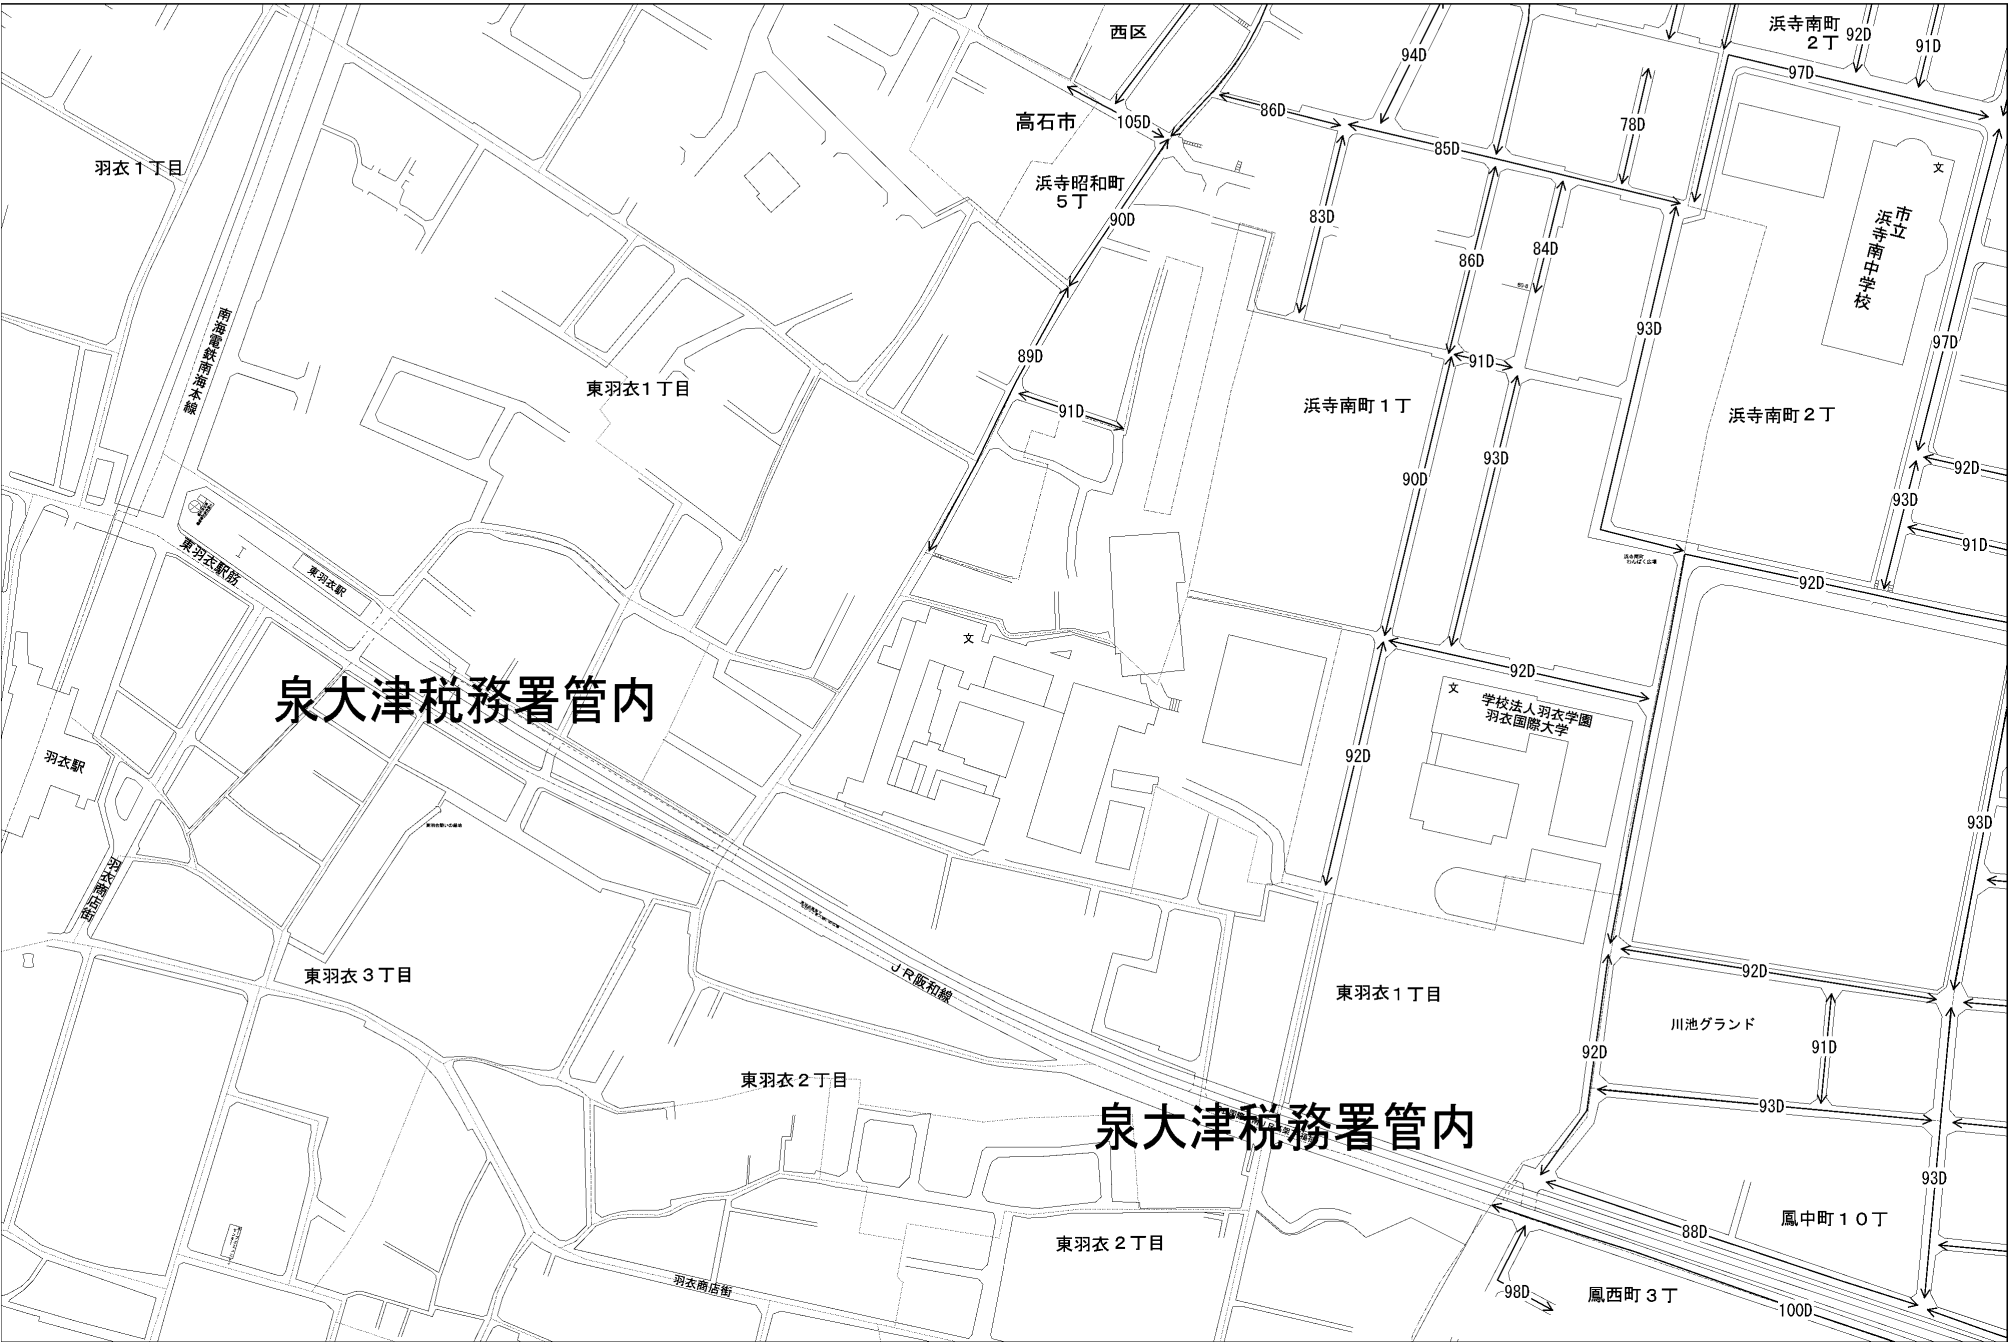 西区
浜寺南町
2丁
92D
91D
94D
97D
86D
105D
高石市
78D
85D
羽衣1丁目
文
浜寺昭和町
5丁
90D
83D
市立
浜寺南中学校
84D
86D
南海電鉄南海本線
93D
97D
89D
91D
東羽衣1丁目
91D
浜寺南町1丁
浜寺南町2丁
93D
92D
90D
93D
91D
東羽衣駅筋
東羽衣駅
92D
文
92D
泉大津税務署管内
文
学校法人羽衣学園
羽衣国際大学
羽衣駅
92D
93D
羽衣商店街
JR阪和線
東羽衣3丁目
92D
東羽衣1丁目
川池グランド
92D
91D
東羽衣2丁目
93D
泉大津税務署管内
93D
鳳中町10丁
88D
東羽衣2丁目
羽衣商店街
98D
鳳西町3丁
100D